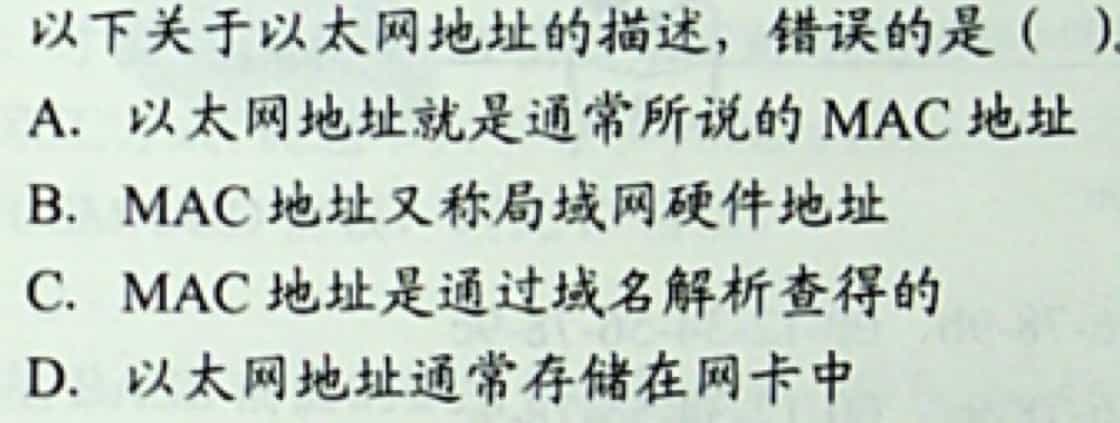 以下关于以太网地址的描述，错误的是（ ）.
A. 以太网地址就是通常所说的 MAC 地址
B. MAC 地址又称局域网硬件地址
C. MAC 地址是通过域名解析查得的
D. 以太网地址通常存储在网卡中